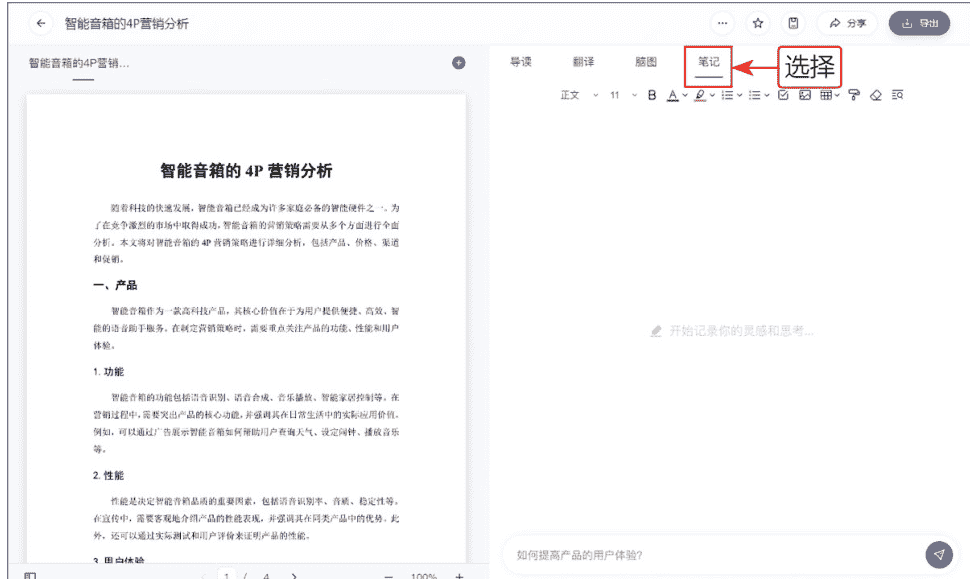 智能音箱的4P营销分析
分享
导出
智能音箱的4P营销…
导读 翻译 脑图 笔记
选择
正文 11 B A
智能音箱的 4P 营销分析
随着科技的快速发展，智能音箱已经成为许多家庭必备的智能硬件之一。为
了在竞争激烈的市场中取得成功，智能音箱的营销策略需要从多个方面进行全面
分析。本文将对智能音箱的 4P 营销策略进行详细分析，包括产品、价格、渠道
和促销。
一、产品
智能音箱作为一款高科技产品，其核心价值在于为用户提供便捷、高效、智
能的语音助手服务。在制定营销策略时，需要重点关注产品的功能、性能和用户
体验。
1. 功能
智能音箱的功能包括语音识别、语音合成、音乐播放、智能家居控制等。在
营销过程中，需要突出产品的核心功能，并强调其在日常生活中的实际应用价值。
例如，可以通过广告展示智能音箱如何帮助用户查询天气、设定闹钟、播放音乐
等。
2. 性能
性能是决定智能音箱品质的重要因素，包括语音识别率、音质、稳定性等。
在宣传中，需要客观地介绍产品的性能表现，并强调其在同类产品中的优势。此
外，还可以通过实际测试和用户评价来证明产品的性能。
3. 用户体验
1 / 4
100%
开始记录你的灵感和思考...
如何提高产品的用户体验?